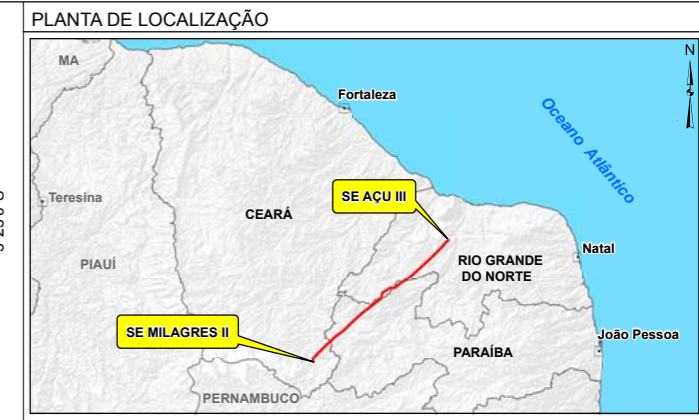 PLANTA DE LOCALIZAÇÃO
MA
N
Fortaleza
Oceano Atlântico
Teresina
SE AÇU III
CEARÁ
Natal
RIO GRANDE
DO NORTE
PIAUÍ
SE MILAGRES II
João Pessoa
PARAÍBA
PERNAMBUCO